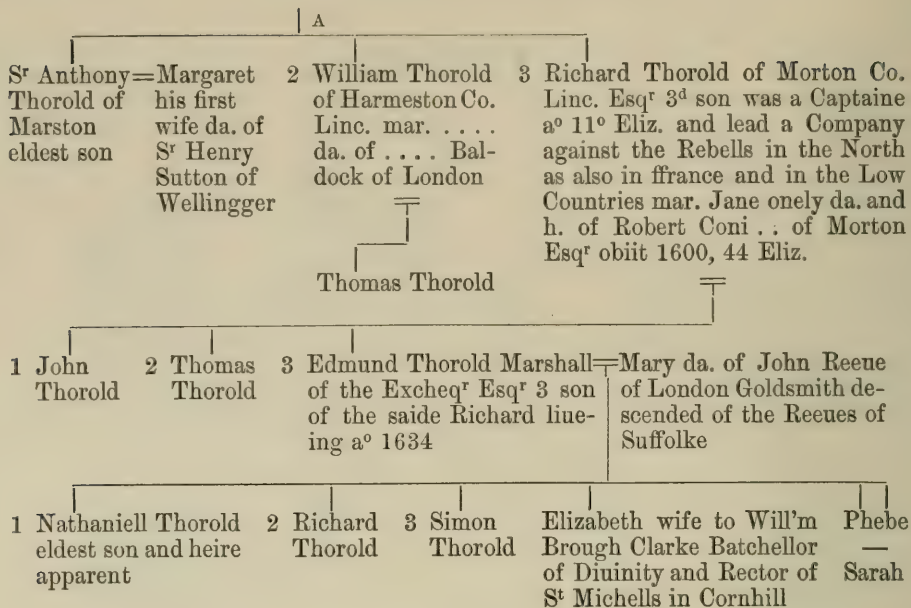 A
Sʳ Anthony=Margaret
Thorold of his first
Marston wife da. of
eldest son Sʳ Henry
Sutton of
Wellingger
2 William Thorold
of Harmeston Co.
Linc. mar. . . . .
da. of . . . . Bal-
dock of London
Thomas Thorold
3 Richard Thorold of Morton Co.
Linc. Esqʳ 3ᵈ son was a Captaine
aº 11º Eliz. and lead a Company
against the Rebells in the North
as also in ffrance and in the Low
Countries mar. Jane onely da. and
h. of Robert Coni . . of Morton
Esqʳ obiit 1600, 44 Eliz.
1 John
Thorold
2 Thomas
Thorold
3 Edmund Thorold Marshall=Mary da. of John Reeue
of the Excheqʳ Esqʳ 3 son of London Goldsmith de-
of the saide Richard liue- scended of the Reeues of
ing aº 1634 Suffolke
1 Nathaniell Thorold
eldest son and heire
apparent
2 Richard
Thorold
3 Simon
Thorold
Elizabeth wife to Will'm
Brough Clarke Batchellor
of Diuinity and Rector of
Sᵗ Michells in Cornhill
Phebe
—
Sarah